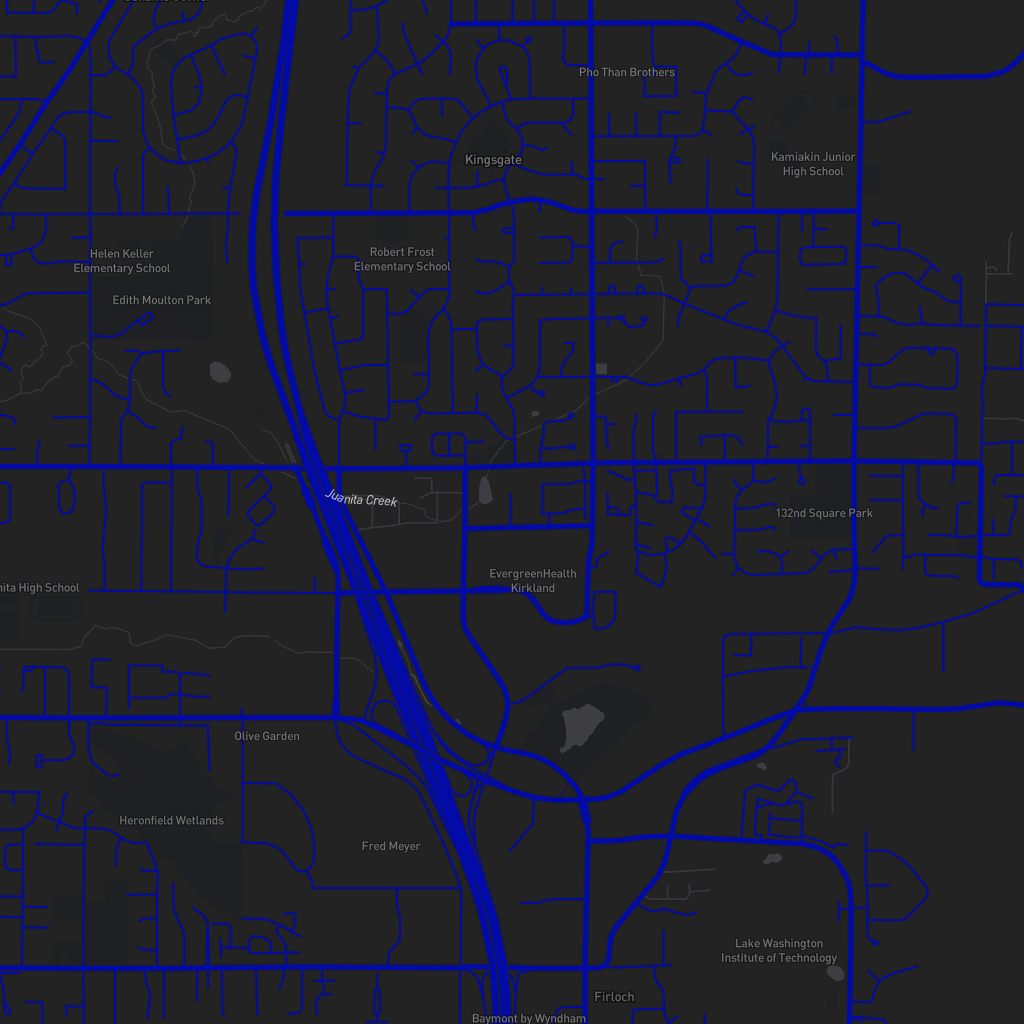 Pho Than Brothers
Kingsgate
Kamiakin Junior
High School
Helen Keller
Elementary School
Robert Frost
Elementary School
Edith Moulton Park
Juanita Creek
132nd Square Park
EvergreenHealth
Kirkland
nita High School
Olive Garden
Heronfield Wetlands
Fred Meyer
Lake Washington
Institute of Technology
Firloch
Baymont by Wyndham